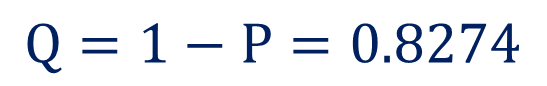 Q = 1 − P = 0.8274